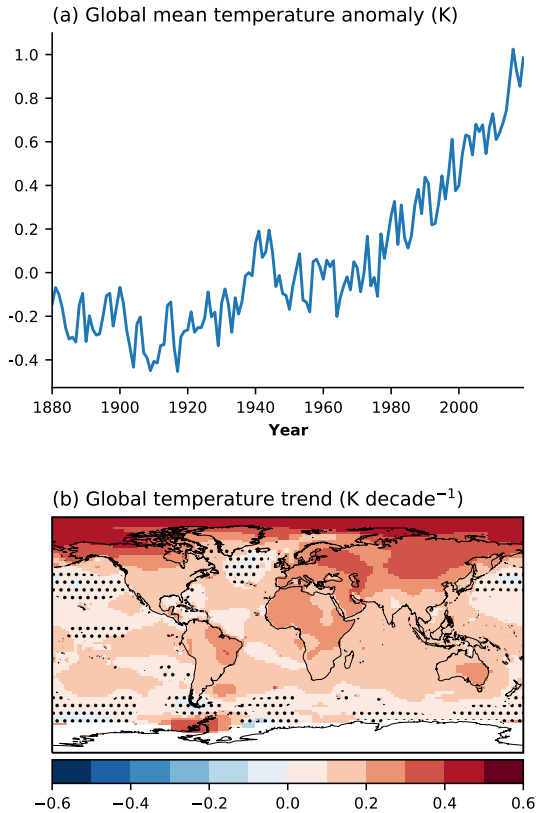 (a) Global mean temperature anomaly (K)
1.0
0.8
0.6
0.4
0.2
0.0
-0.2
-0.4
1880 1900 1920 1940 1960 1980 2000
Year
(b) Global temperature trend (K decade⁻¹)
−0.6 −0.4 −0.2 0.0 0.2 0.4 0.6